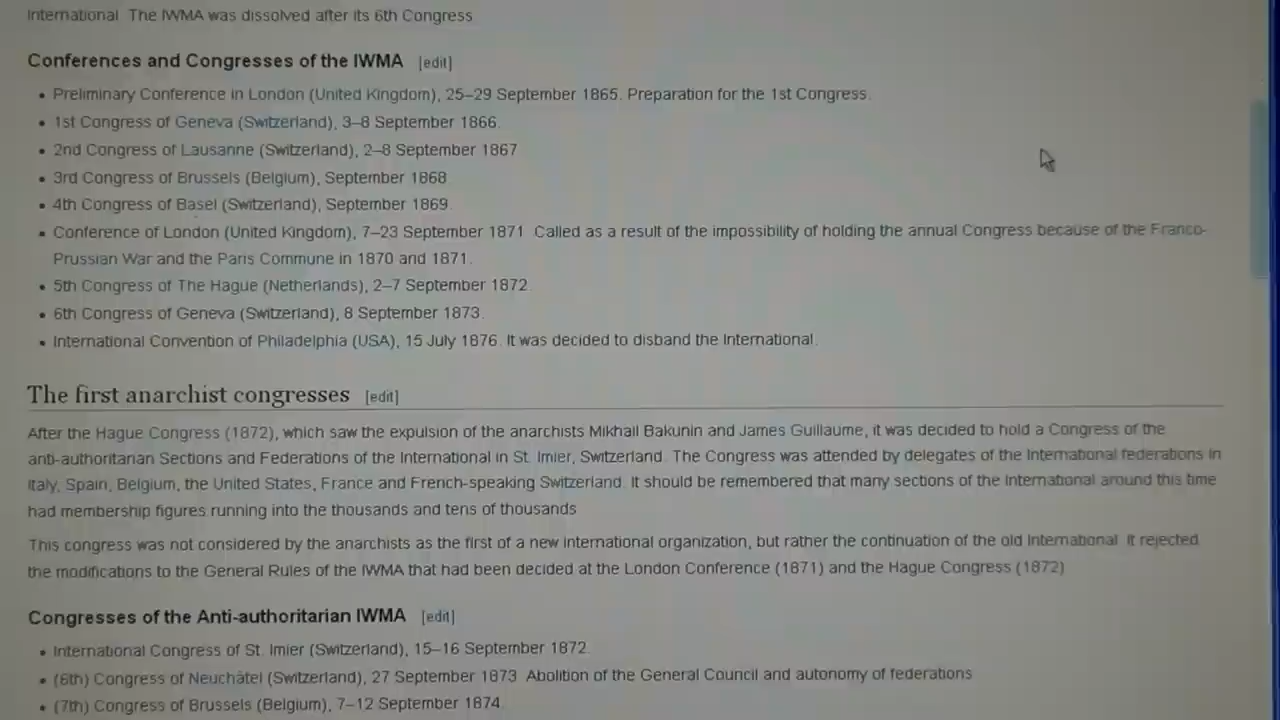 International. The IWMA was dissolved after its 6th Congress
Conferences and Congresses of the IWMA [edit]
• Preliminary Conference in London (United Kingdom), 25–29 September 1865. Preparation for the 1st Congress.
• 1st Congress of Geneva (Switzerland), 3–8 September 1866.
• 2nd Congress of Lausanne (Switzerland), 2–8 September 1867
• 3rd Congress of Brussels (Belgium), September 1868
• 4th Congress of Basel (Switzerland), September 1869.
• Conference of London (United Kingdom), 7–23 September 1871 Called as a result of the impossibility of holding the annual Congress because of the Franco-
Prussian War and the Paris Commune in 1870 and 1871.
• 5th Congress of The Hague (Netherlands), 2–7 September 1872.
• 6th Congress of Geneva (Switzerland), 8 September 1873.
• International Convention of Philadelphia (USA), 15 July 1876. It was decided to disband the International.
The first anarchist congresses [edit]
After the Hague Congress (1872), which saw the expulsion of the anarchists Mikhail Bakunin and James Guillaume, it was decided to hold a Congress of the
anti-authoritarian Sections and Federations of the International in St. Imier, Switzerland. The Congress was attended by delegates of the International federations in
Italy, Spain, Belgium, the United States, France and French-speaking Switzerland. It should be remembered that many sections of the International around this time
had membership figures running into the thousands and tens of thousands
This congress was not considered by the anarchists as the first of a new international organization, but rather the continuation of the old International. It rejected
the modifications to the General Rules of the IWMA that had been decided at the London Conference (1871) and the Hague Congress (1872)
Congresses of the Anti-authoritarian IWMA [edit]
• International Congress of St. Imier (Switzerland), 15–16 September 1872.
• (6th) Congress of Neuchâtel (Switzerland), 27 September 1873 Abolition of the General Council and autonomy of federations
• (7th) Congress of Brussels (Belgium), 7–12 September 1874.